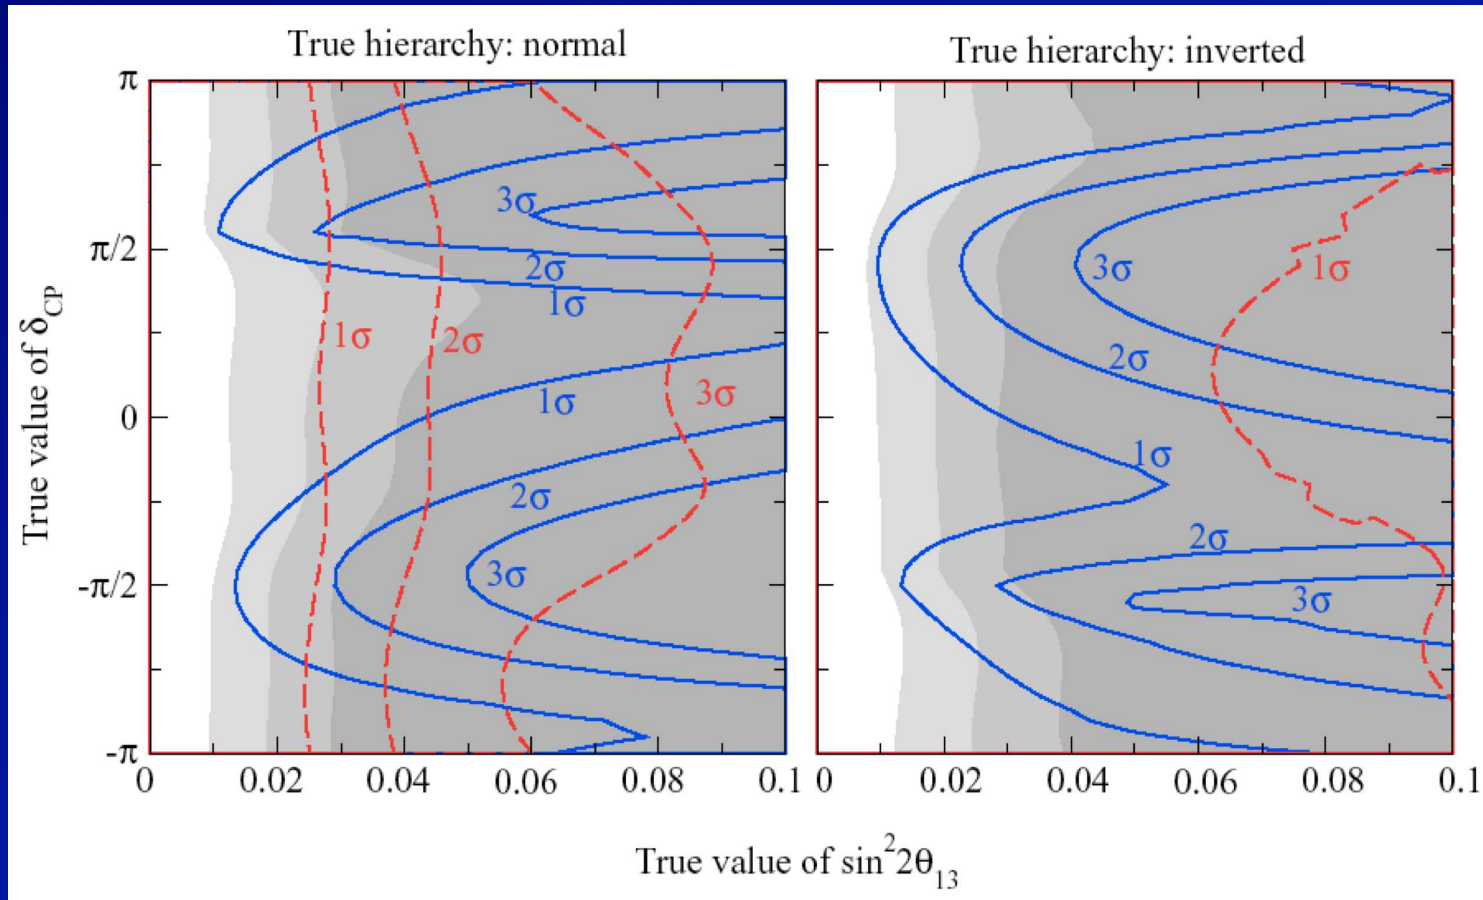 True hierarchy: normal
True hierarchy: inverted
True value of δCP
π
π/2
0
-π/2
-π
3σ
2σ
1σ
1σ
2σ
3σ
1σ
2σ
3σ
1σ
3σ
2σ
1σ
2σ
3σ
0
0.02
0.04
0.06
0.08
0.1
0
0.02
0.04
0.06
0.08
0.1
True value of sin²2θ₁₃